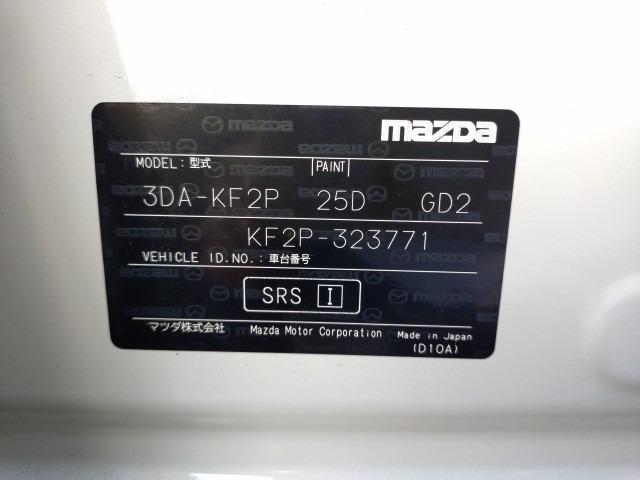 mazda
MODEL: 型式 PAINT
3DA-KF2P 25D GD2
KF2P-323771
VEHICLE ID.NO.: 車台番号
SRS I
マツダ株式会社 Mazda Motor Corporation Made in Japan
(D10A)